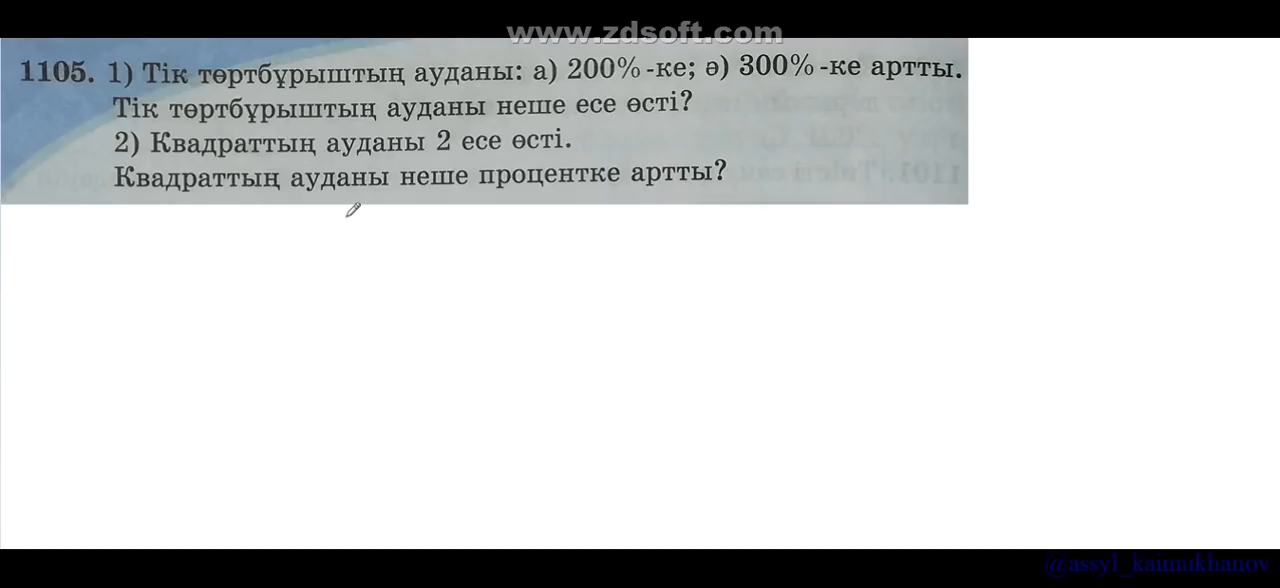 www.zdsoft.com
1105. 1) Тік төртбұрыштың ауданы: а) 200%-ке; ә) 300%-ке артты.
Тік төртбұрыштың ауданы неше есе өсті?
2) Квадраттың ауданы 2 есе өсті.
Квадраттың ауданы неше процентке артты?
@assyl_kaimukhanov